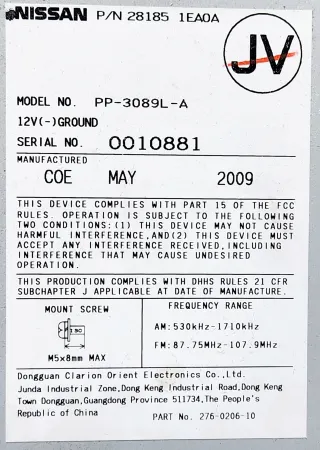 NISSAN P/N 28185 1EA0A
JV
MODEL NO. PP-3089L-A
12V(-)GROUND
SERIAL NO. 0010881
MANUFACTURED
COE MAY 2009
THIS DEVICE COMPLIES WITH PART 15 OF THE FCC
RULES. OPERATION IS SUBJECT TO THE FOLLOWING
TWO CONDITIONS:(1) THIS DEVICE MAY NOT CAUSE
HARMFUL INTERFERENCE,AND(2) THIS DEVICE MUST
ACCEPT ANY INTERFERENCE RECEIVED,INCLUDING
INTERFERENCE THAT MAY CAUSE UNDESIRED
OPERATION.
THIS PRODUCTION COMPLIES WITH DHHS RULES 21 CFR
SUBCHAPTER J APPLICABLE AT DATE OF MANUFACTURE.
MOUNT SCREW
ISO
M5x8mm MAX
FREQUENCY RANGE
AM:530kHz-1710kHz
FM:87.75MHz-107.9MHz
Dongguan Clarion Orient Electronics Co.,Ltd.
Junda Industrial Zone,Dong Keng Industrial Road,Dong Keng
Town Dongguan,Guangdong Province 511734,The People's
Republic of China
PART No. 276-0206-10